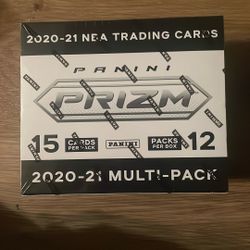 2020-21 NBA TRADING CARDS
PANINI
PRIZM
15 CARDS PER PACK PANINI PACKS PER BOX 12
2020-21 MULTI-PACK